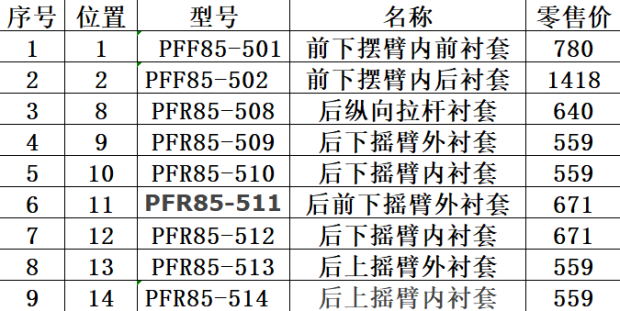 序号 位置 型号 名称 零售价
1 1 PFF85-501 前下摆臂内前衬套 780
2 2 PFF85-502 前下摆臂内后衬套 1418
3 8 PFR85-508 后纵向拉杆衬套 640
4 9 PFR85-509 后下摇臂外衬套 559
5 10 PFR85-510 后下摇臂内衬套 559
6 11 PFR85-511 后前下摇臂外衬套 671
7 12 PFR85-512 后下摇臂内衬套 671
8 13 PFR85-513 后上摇臂外衬套 559
9 14 PFR85-514 后上摇臂内衬套 559